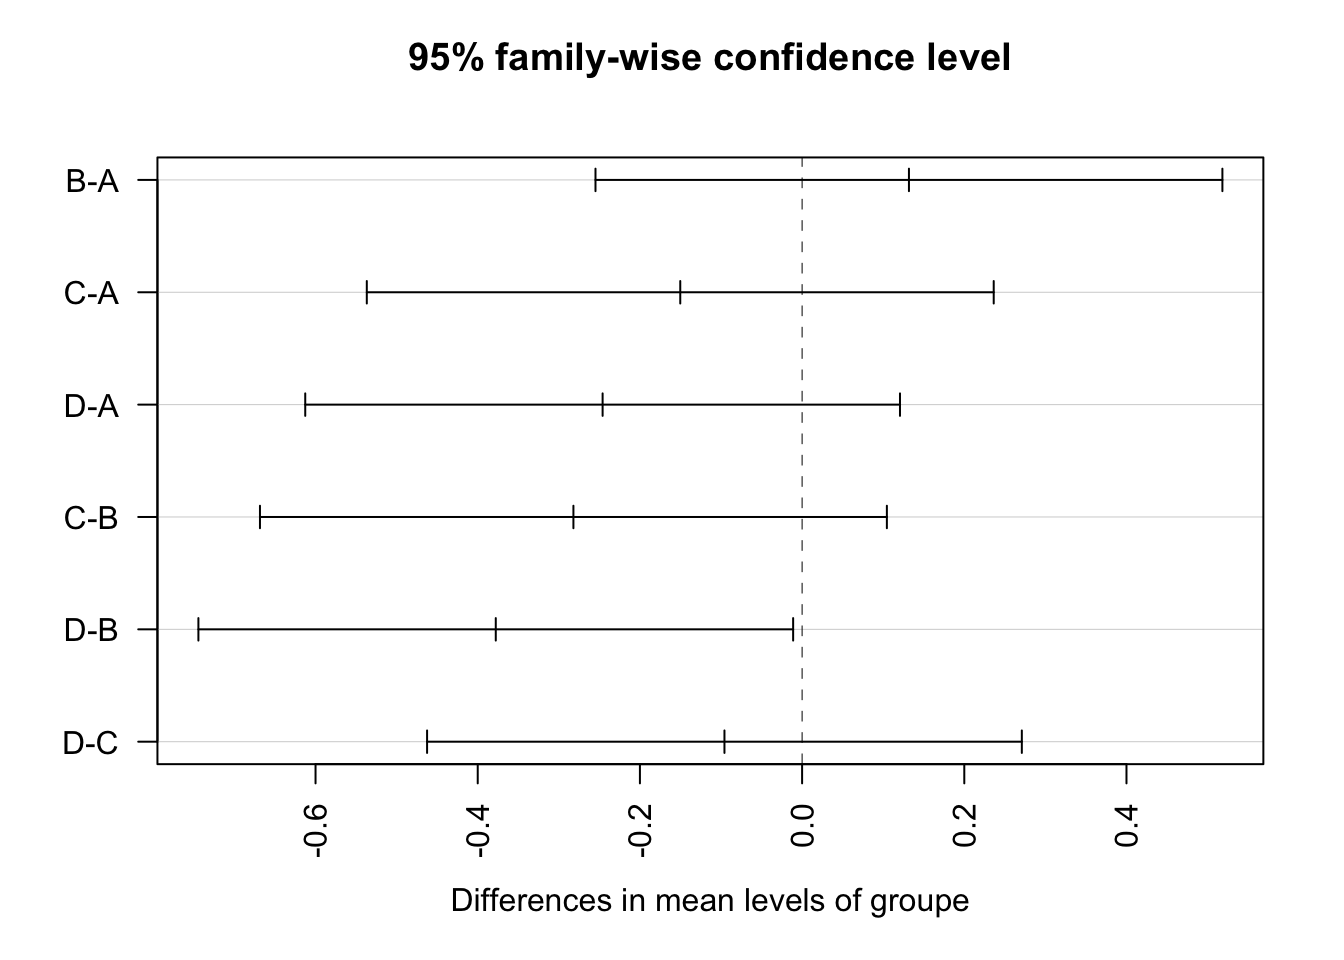 95% family-wise confidence level
B-A
C-A
D-A
C-B
D-B
D-C
-0.6
-0.4
-0.2
0.0
0.2
0.4
Differences in mean levels of groupe